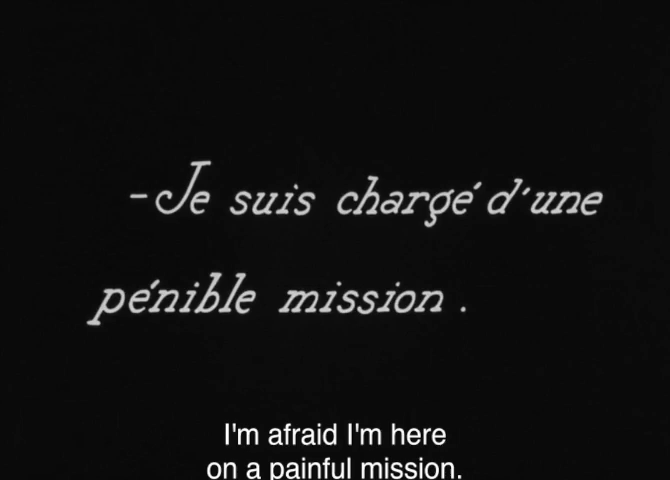 -Je suis chargé d'une
pénible mission.
I'm afraid I'm here
on a painful mission.